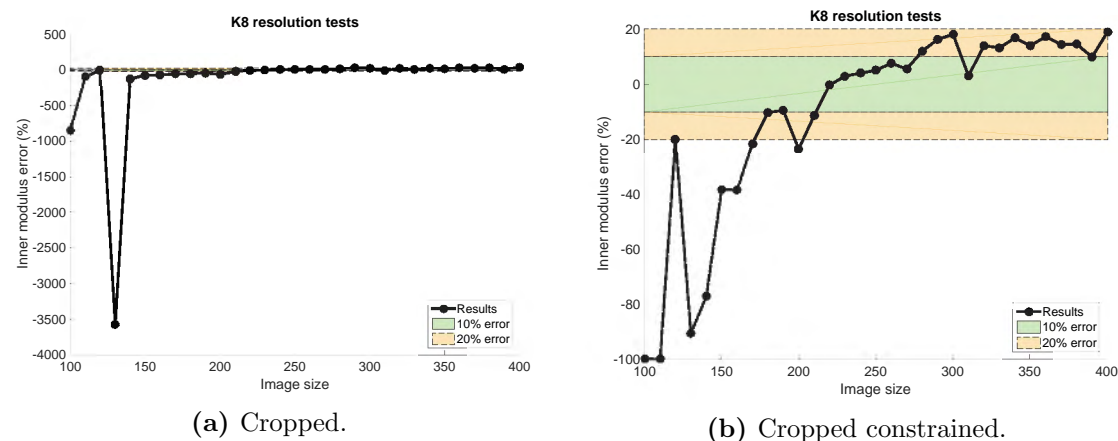 K8 resolution tests
500
0
-500
-1000
-1500
-2000
-2500
-3000
-3500
-4000
Inner modulus error (%)
100 150 200 250 300 350 400
Image size
Results
10% error
20% error
(a) Cropped.
K8 resolution tests
20
0
-20
-40
-60
-80
-100
Inner modulus error (%)
100 150 200 250 300 350 400
Image size
Results
10% error
20% error
(b) Cropped constrained.